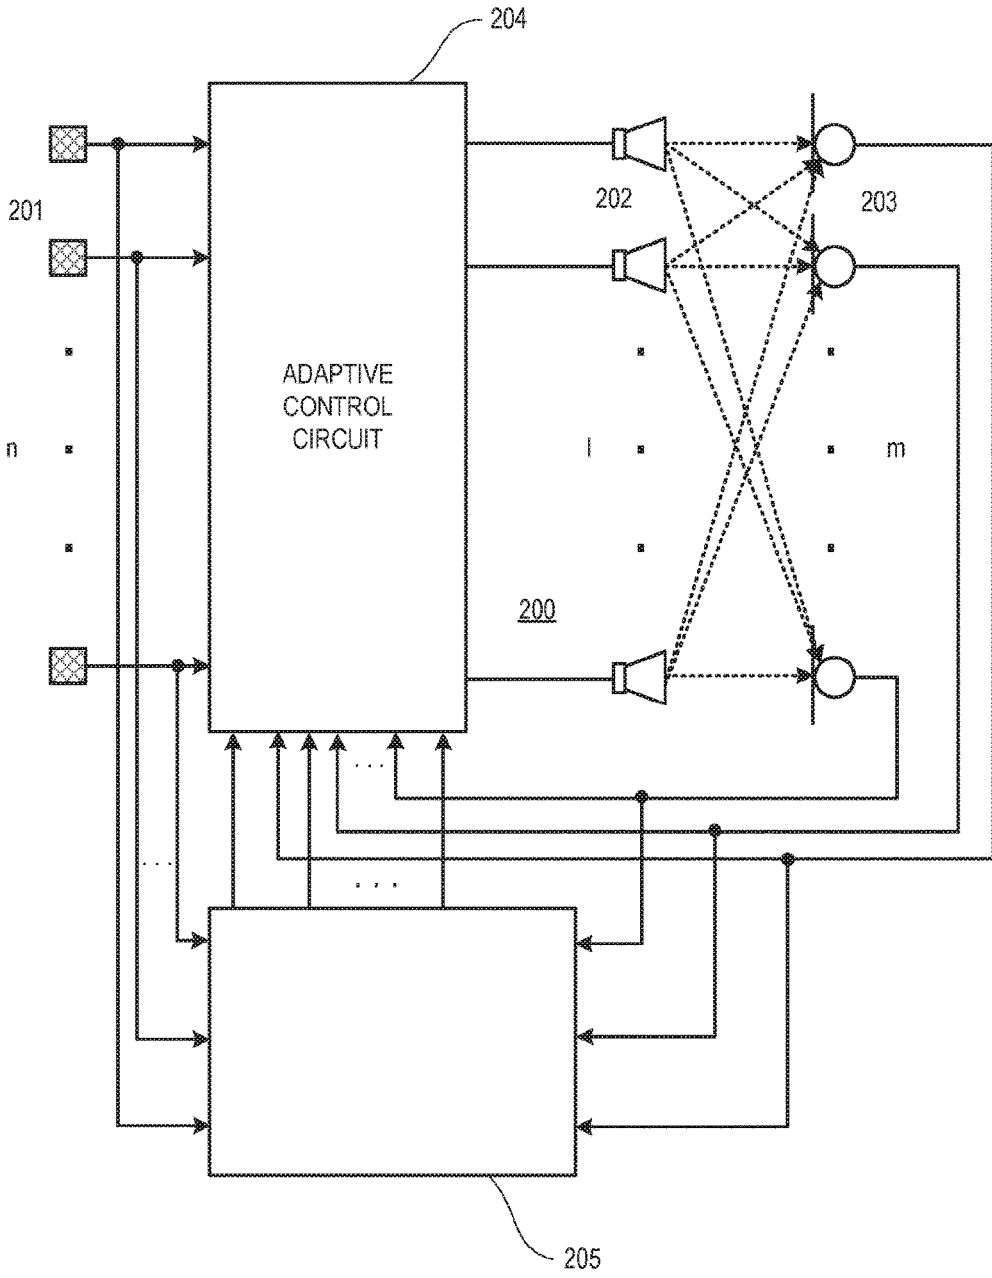 204
201
202
203
ADAPTIVE
CONTROL
CIRCUIT
n
l
m
200
. . .
. . .
. . .
205